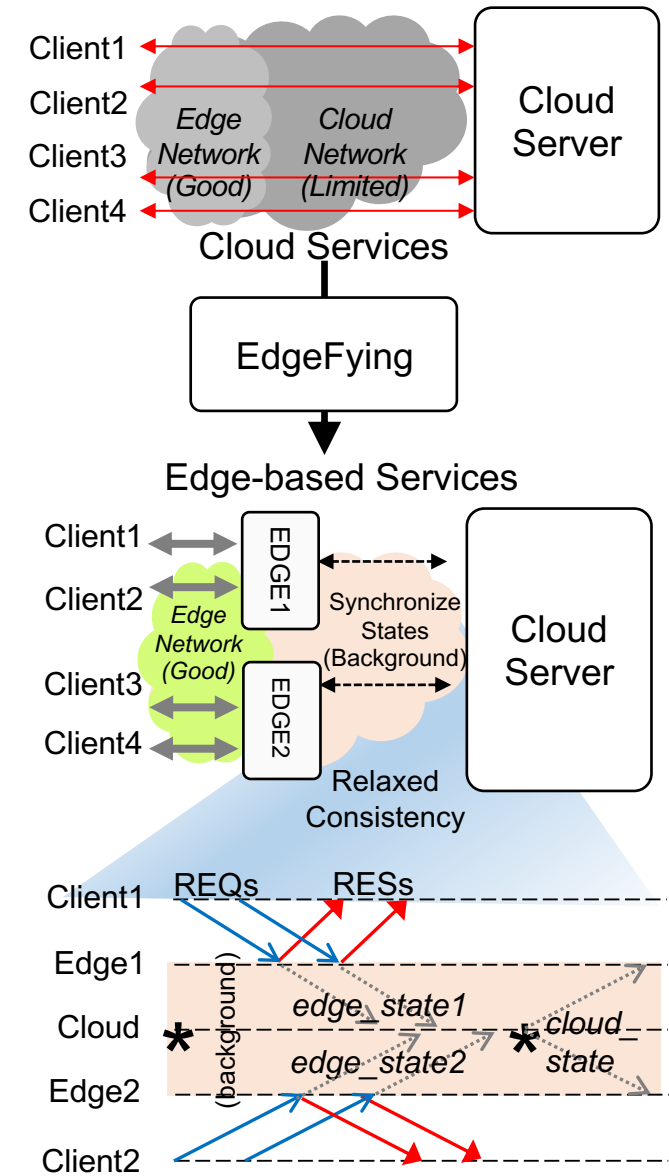 Client1
Client2
Client3
Client4
Edge
Network
(Good)
Cloud
Network
(Limited)
Cloud
Server
Cloud Services
EdgeFying
Edge-based Services
Client1
Client2
Client3
Client4
EDGE1
EDGE2
Edge
Network
(Good)
Synchronize
States
(Background)
Cloud
Server
Relaxed
Consistency
Client1
REQs
RESs
Edge1
(background)
edge_state1
Cloud
*
*
cloud_
state
edge_state2
Edge2
Client2